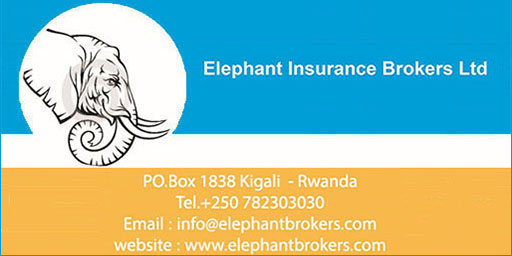 Elephant Insurance Brokers Ltd
PO.Box 1838 Kigali - Rwanda
Tel.+250 782303030
Email : info@elephantbrokers.com
website : www.elephantbrokers.com